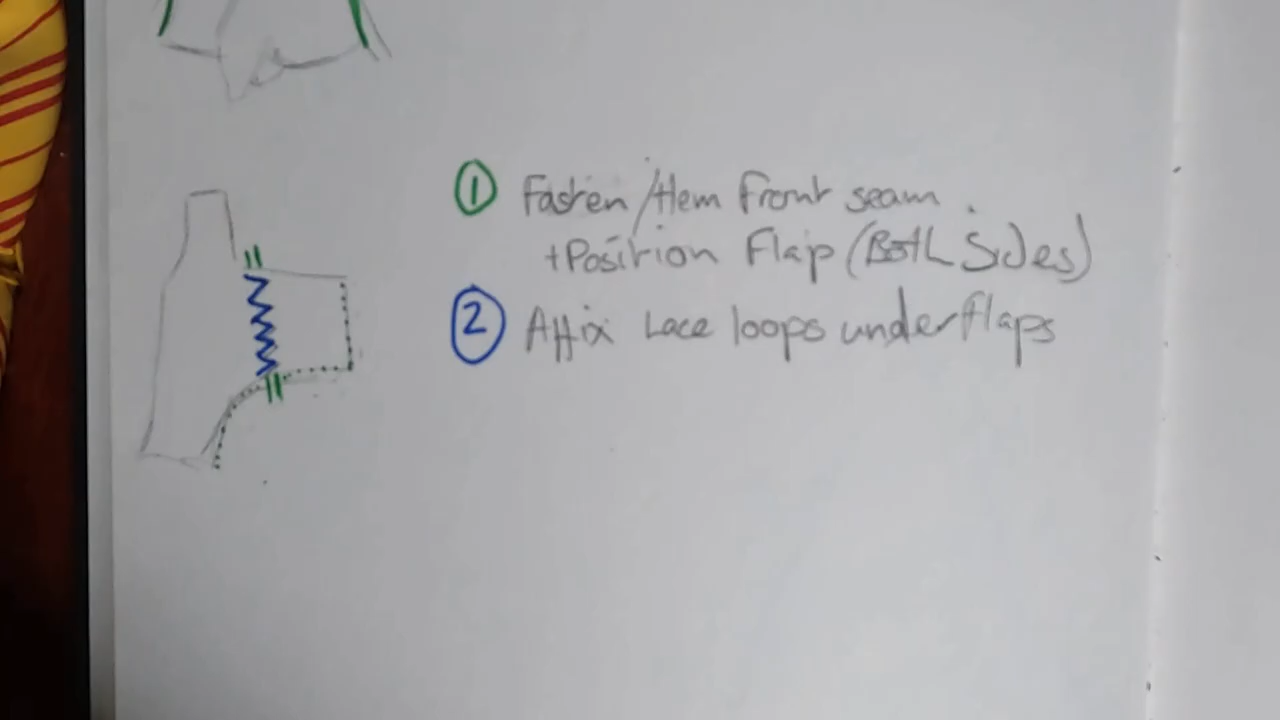 1 Fasten/Hem front seam
+Position Flap (Both Sides)
2 Affix Lace loops under flaps